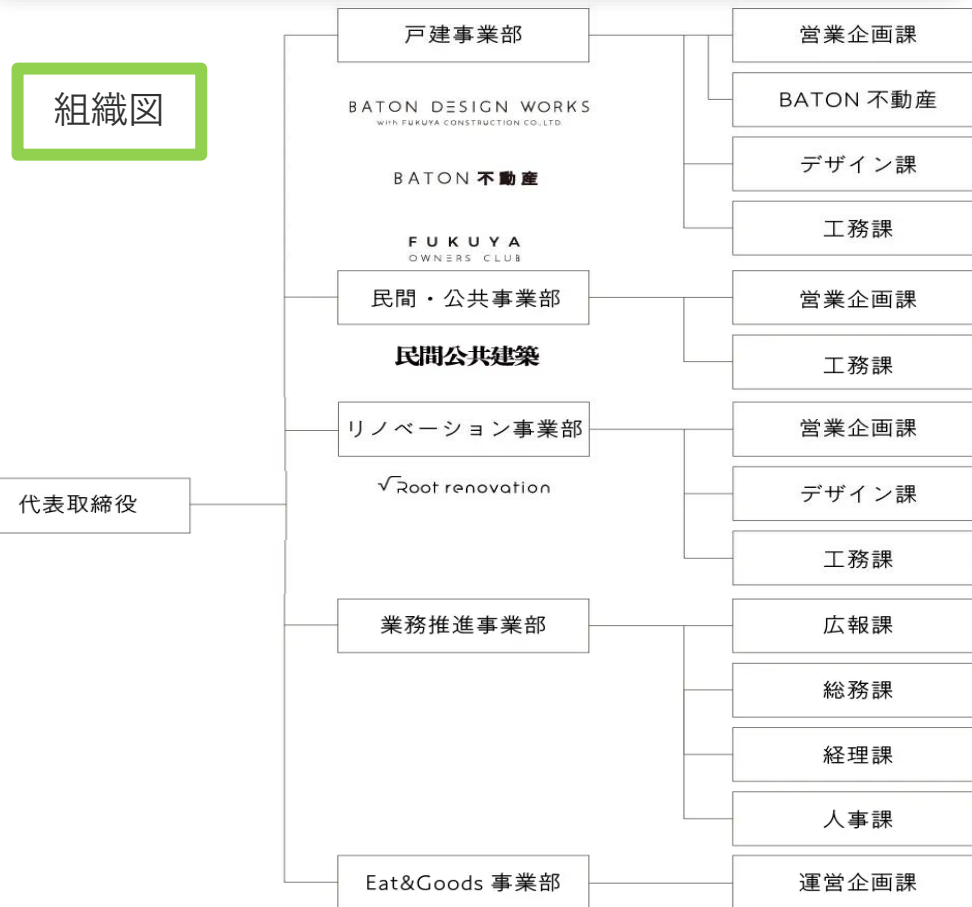 組織図
代表取締役
戸建事業部
BATON DESIGN WORKS
with FUKUYA CONSTRUCTION CO.,LTD.
BATON 不動産
FUKUYA
OWNERS CLUB
営業企画課
BATON 不動産
デザイン課
工務課
民間・公共事業部
民間公共建築
営業企画課
工務課
リノベーション事業部
√Root renovation
営業企画課
デザイン課
工務課
業務推進事業部
広報課
総務課
経理課
人事課
Eat&Goods 事業部
運営企画課